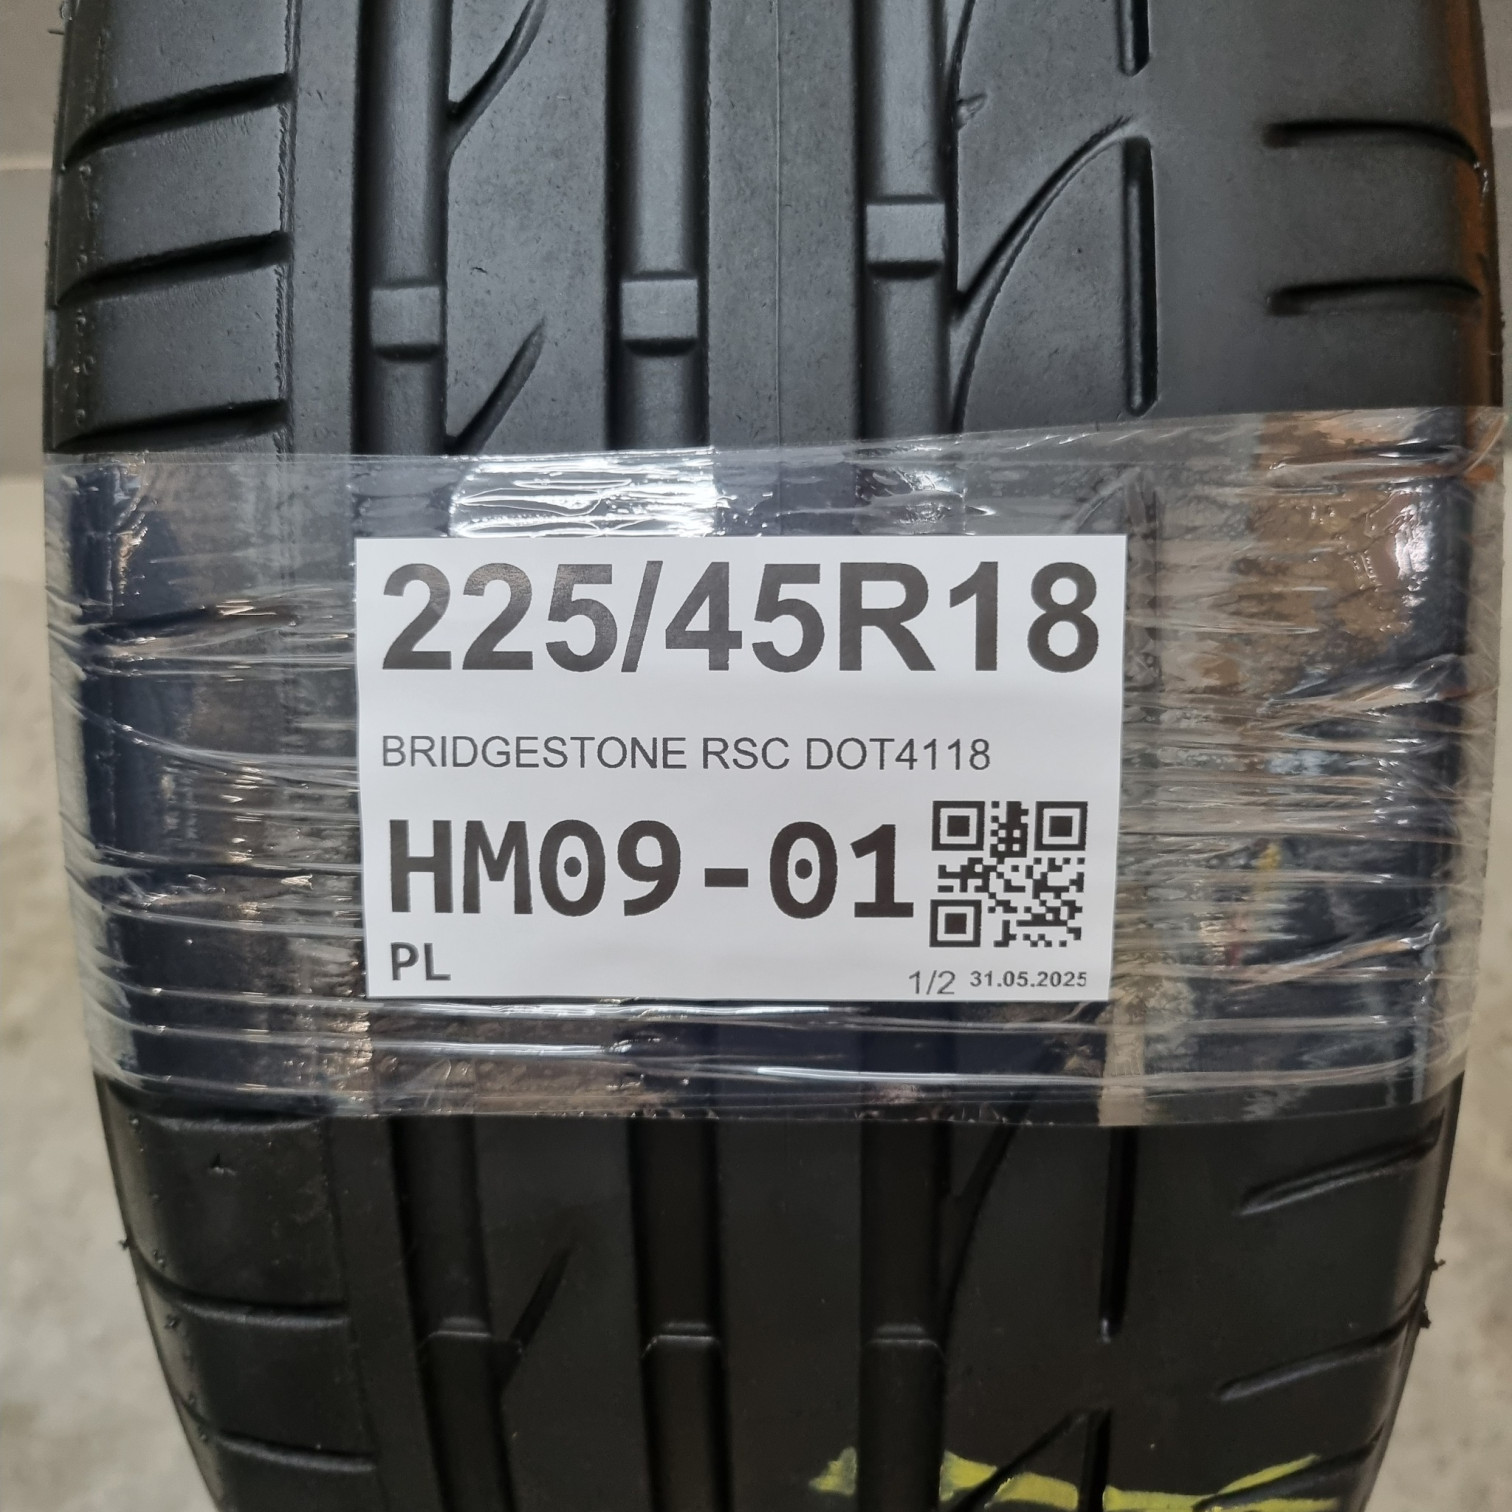 225/45R18
BRIDGESTONE RSC DOT4118
HM09-01
PL
1/2 31.05.2025